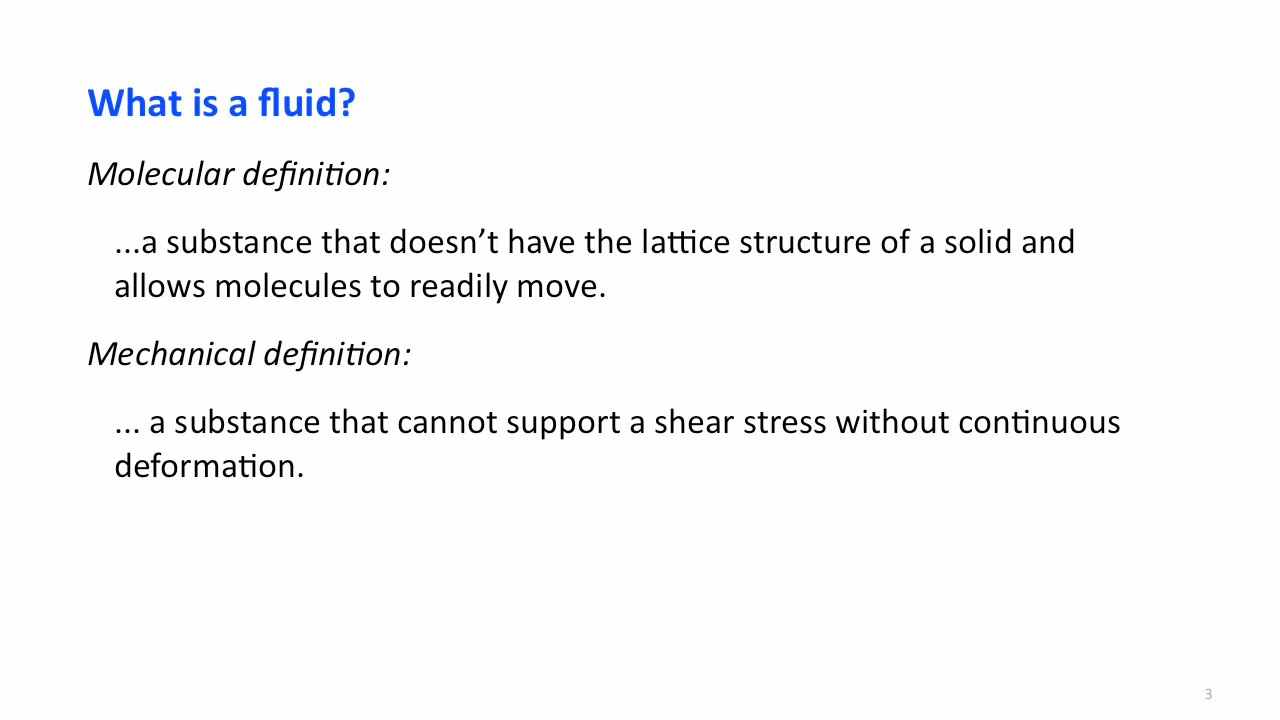 What is a fluid?
Molecular definition:
...a substance that doesn’t have the lattice structure of a solid and
allows molecules to readily move.
Mechanical definition:
... a substance that cannot support a shear stress without continuous
deformation.
3